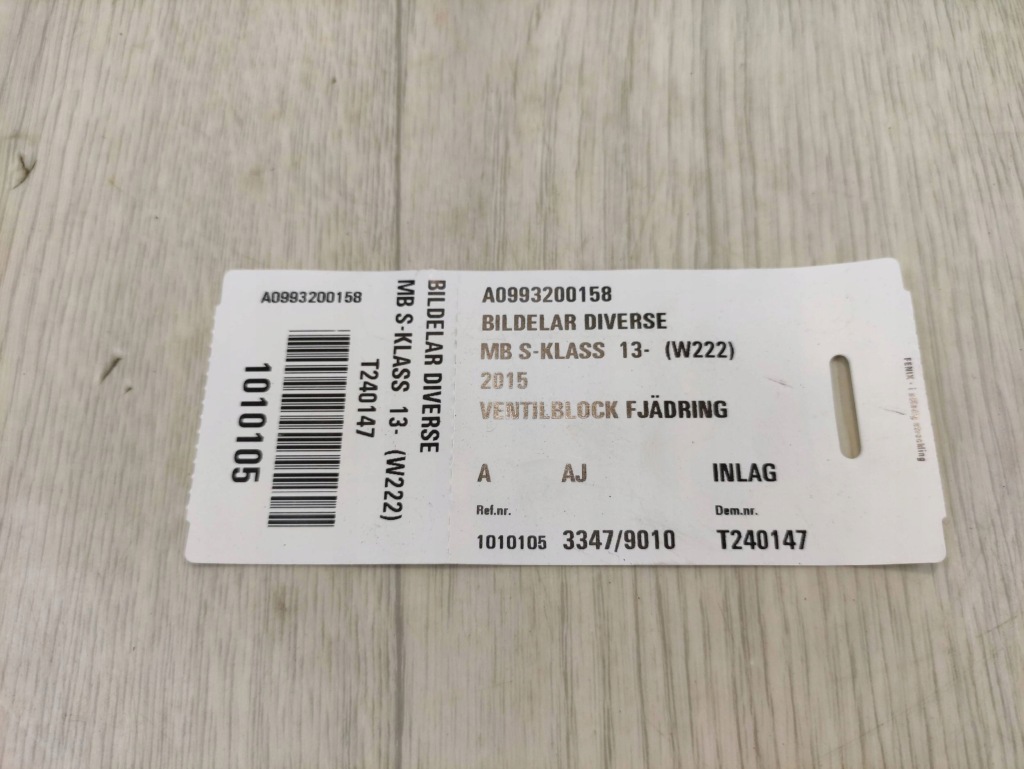 A0993200158
1010105
T240147
MB S-KLASS 13- (W222)
BILDELAR DIVERSE
A0993200158
BILDELAR DIVERSE
MB S-KLASS 13- (W222)
2015
VENTILBLOCK FJÄDRING
A AJ INLAG
Ref.nr. Dem.nr.
1010105 3347/9010 T240147
FENIX